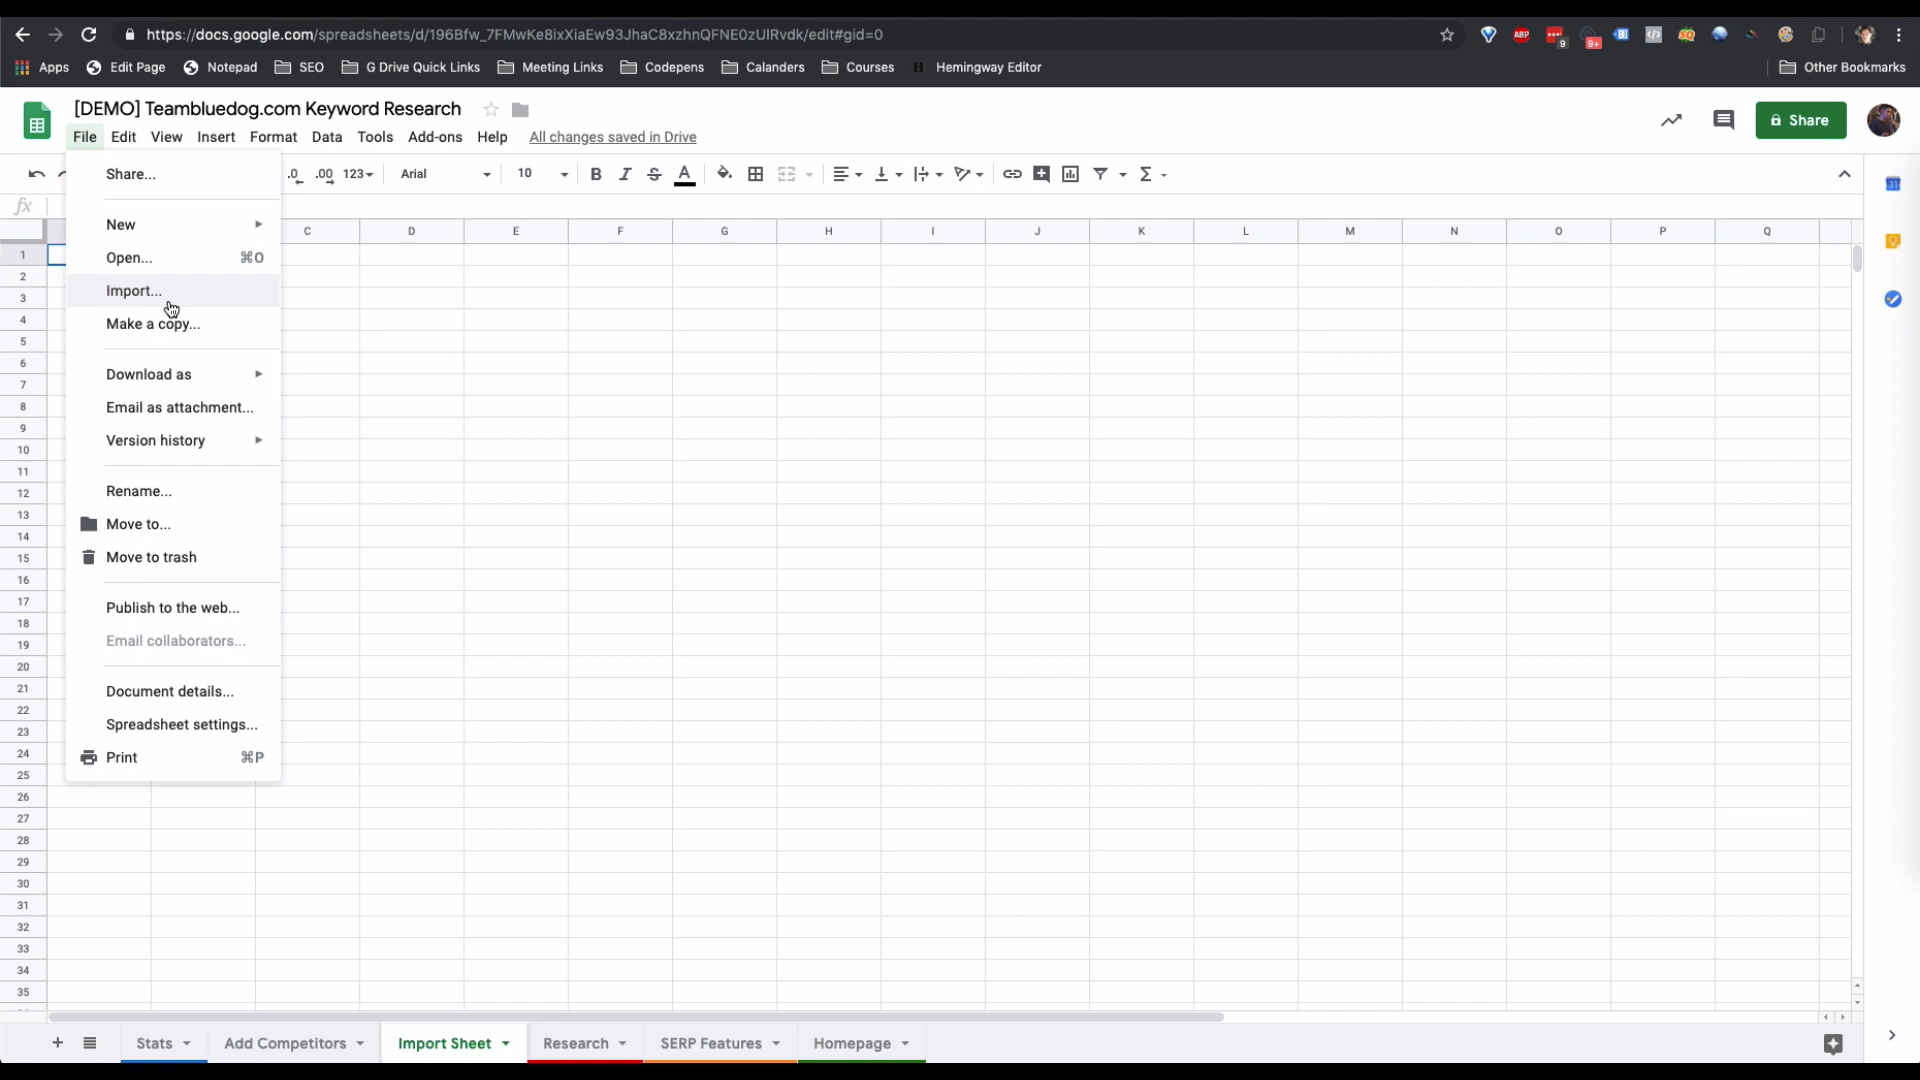 https://docs.google.com/spreadsheets/d/196Bfw_7FMwKe8ixXiaEw93JhaC8xzhnQFNE0zUlRvdk/edit#gid=0
ABP 9 9+
Apps Edit Page Notepad SEO G Drive Quick Links Meeting Links Codepens Calanders Courses H Hemingway Editor Other Bookmarks
[DEMO] Teambluedog.com Keyword Research
File Edit View Insert Format Data Tools Add-ons Help All changes saved in Drive
Share
.0 .00 123 Arial 10 B I S A Σ
fx
C D E F G H I J K L M N O P Q
Share...
New
Open... ⌘O
Import...
Make a copy...
Download as
Email as attachment...
Version history
Rename...
Move to...
Move to trash
Publish to the web...
Email collaborators...
Document details...
Spreadsheet settings...
Print ⌘P
1
2
3
4
5
6
7
8
9
10
11
12
13
14
15
16
17
18
19
20
21
22
23
24
25
26
27
28
29
30
31
32
33
34
35
+ Stats Add Competitors Import Sheet Research SERP Features Homepage